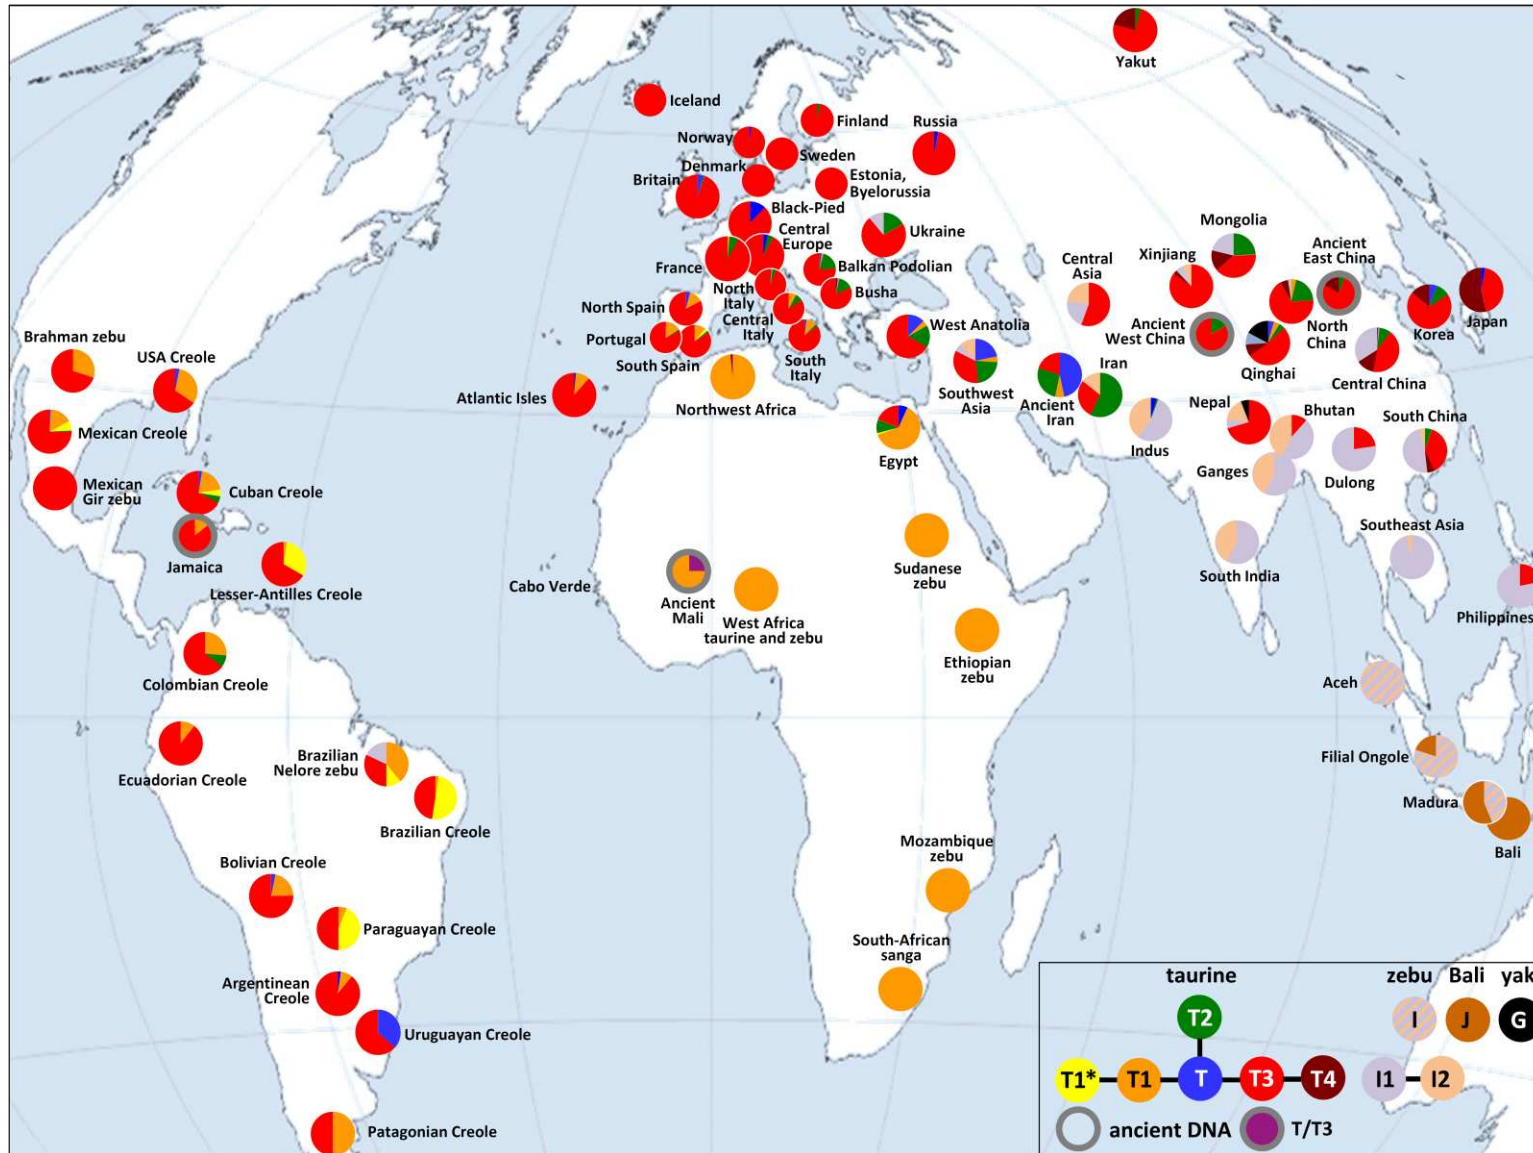 Yakut
Iceland
Finland
Russia
Norway
Sweden
Denmark
Britain
Estonia,
Byelorussia
Black-Pied
Central
Europe
Ukraine
France
Balkan Podolian
Busha
North
Italy
North Spain
Central
Italy
Portugal
South Spain
South
Italy
Mongolia
Xinjiang
Ancient
East China
Central
Asia
Ancient
West China
North
China
Korea
Japan
Qinghai
Central China
West Anatolia
Southwest
Asia
Iran
Ancient
Iran
Indus
Nepal
Bhutan
South China
Ganges
Dulong
South India
Southeast Asia
Philippines
Brahman zebu
USA Creole
Mexican Creole
Mexican
Gir zebu
Cuban Creole
Jamaica
Lesser-Antilles Creole
Atlantic Isles
Northwest Africa
Egypt
Cabo Verde
Ancient
Mali
West Africa
taurine and zebu
Sudanese
zebu
Ethiopian
zebu
Colombian Creole
Ecuadorian Creole
Brazilian
Nelore zebu
Brazilian Creole
Bolivian Creole
Paraguayan Creole
Argentinean
Creole
Uruguayan Creole
Patagonian Creole
Mozambique
zebu
South-African
sanga
Aceh
Filial Ongole
Madura
Bali
taurine zebu Bali yak
T2 I J G
T1* T1 T T3 T4 I1 I2
ancient DNA T/T3